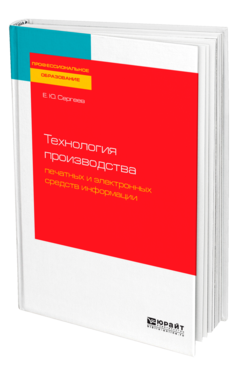 ПРОФЕССИОНАЛЬНОЕ
ОБРАЗОВАНИЕ
Е. Ю. Сергеев
Технология
производства
печатных и электронных
средств информации
юрайт